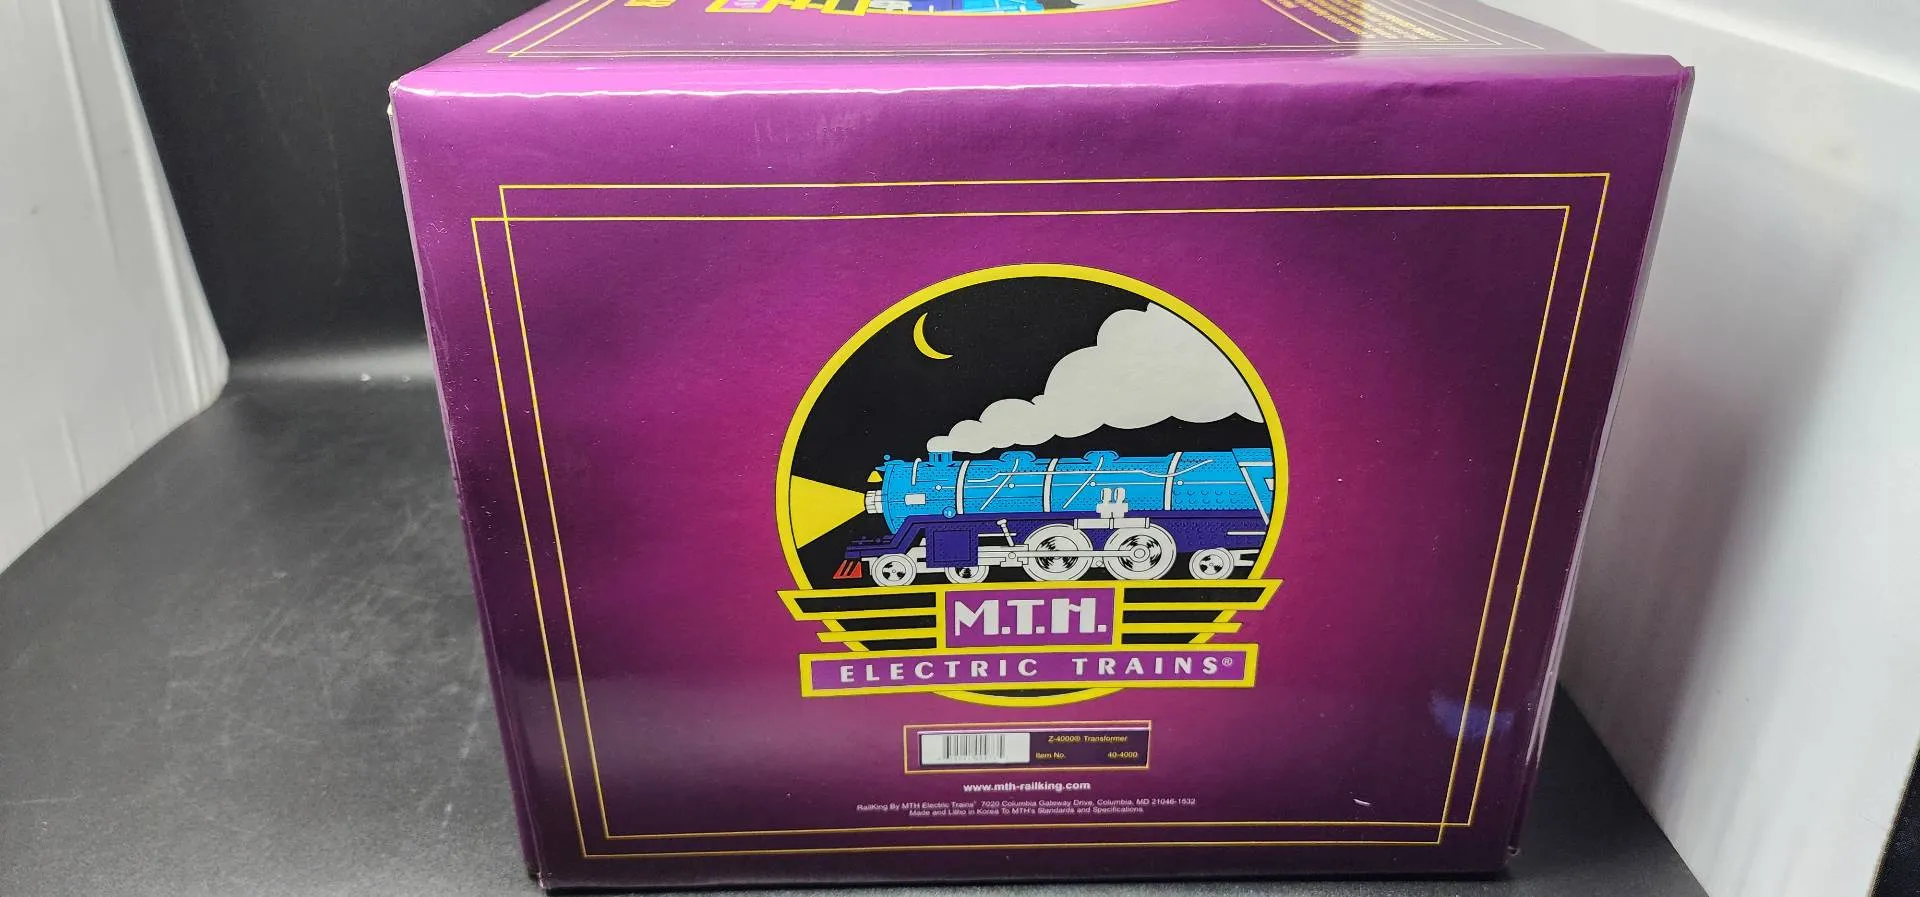 M.T.H.
ELECTRIC TRAINS®
Z-4000® Transformer
Item No. 40-4000
www.mth-railking.com
RailKing By MTH Electric Trains® 7020 Columbia Gateway Drive, Columbia, MD 21046-1532
Made and Litho in Korea To MTH's Standards and Specifications